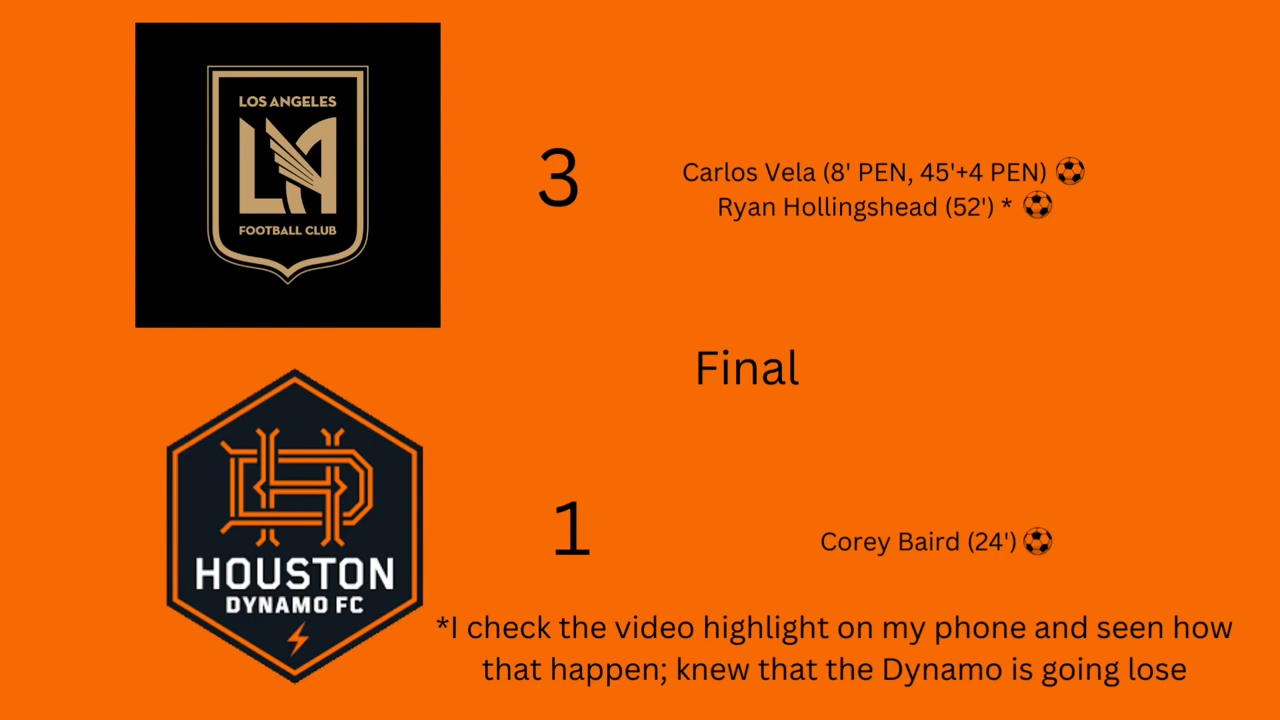 LOS ANGELES
LA
FOOTBALL CLUB
3
Carlos Vela (8' PEN, 45'+4 PEN) ⚽
Ryan Hollingshead (52') * ⚽
Final
HD
HOUSTON
DYNAMO FC
1
Corey Baird (24') ⚽
*I check the video highlight on my phone and seen how
that happen; knew that the Dynamo is going lose